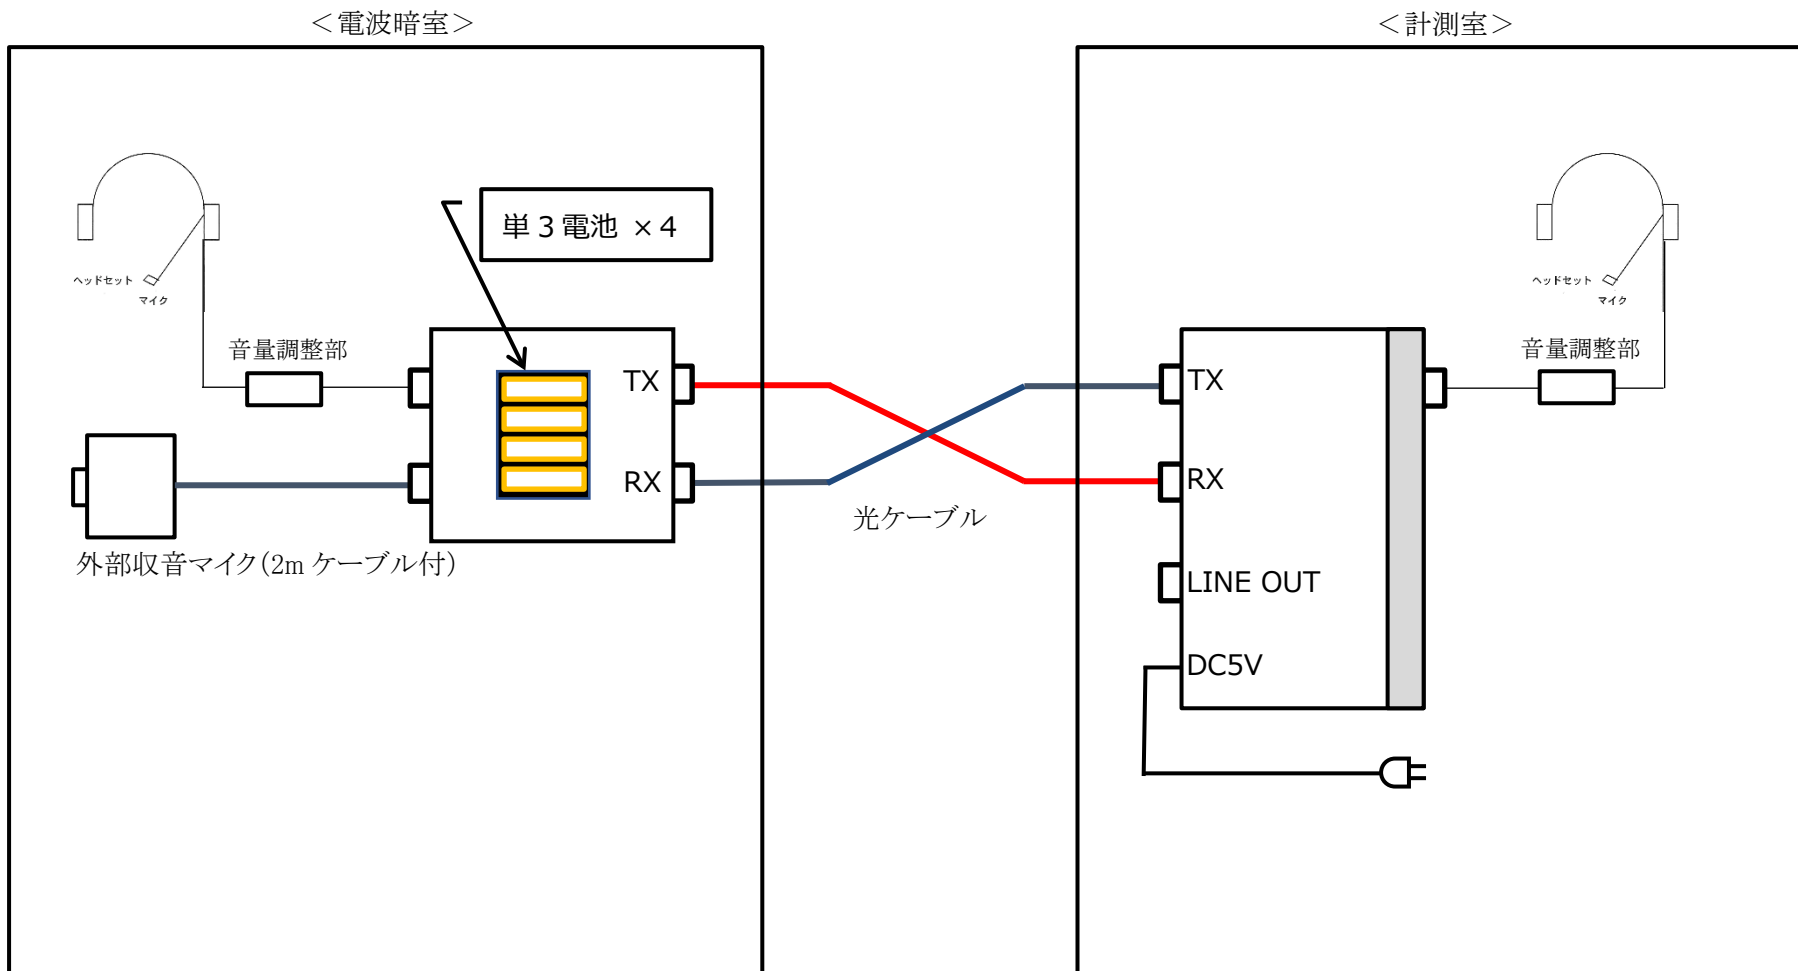 ＜電波暗室＞
＜計測室＞
単３電池 ×４
ヘッドセット
マイク
ヘッドセット
マイク
音量調整部
音量調整部
TX
TX
RX
RX
光ケーブル
外部収音マイク(2m ケーブル付)
LINE OUT
DC5V